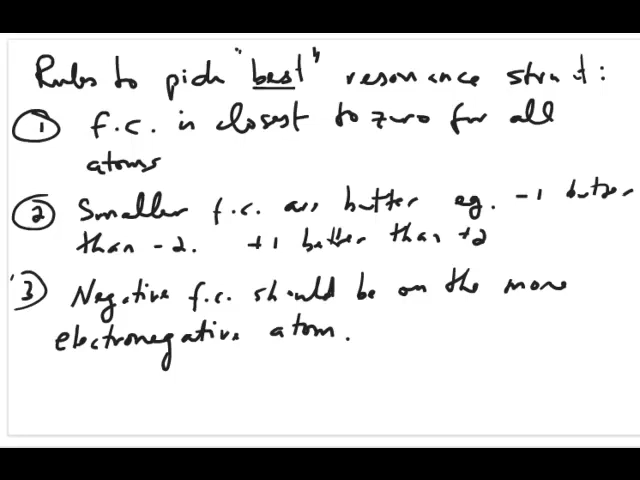 Rules to pick "best" resonance struct:
① f.c. is closest to zero for all
atoms
② Smaller f.c. are better eg. -1 better
than -2. +1 better than +2
③ Negative f.c. should be on the more
electronegative atom.